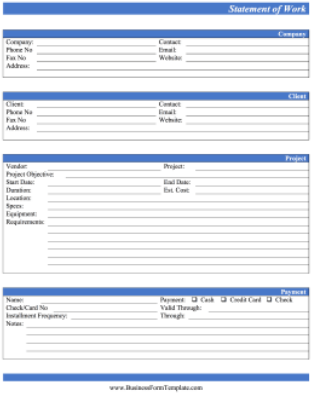 Statement of Work
Company
Company: Contact:
Phone No Email:
Fax No Website:
Address:
Client
Client: Contact:
Phone No Email:
Fax No Website:
Address:
Project
Vendor: Project:
Project Objective:
Start Date: End Date:
Duration: Est. Cost:
Location:
Specs:
Equipment:
Requirements:
Payment
Name: Payment: ❏ Cash ❏ Credit Card ❏ Check
Check/Card No Valid Through:
Installment Frequency: Through:
Notes:
www.BusinessFormTemplate.com